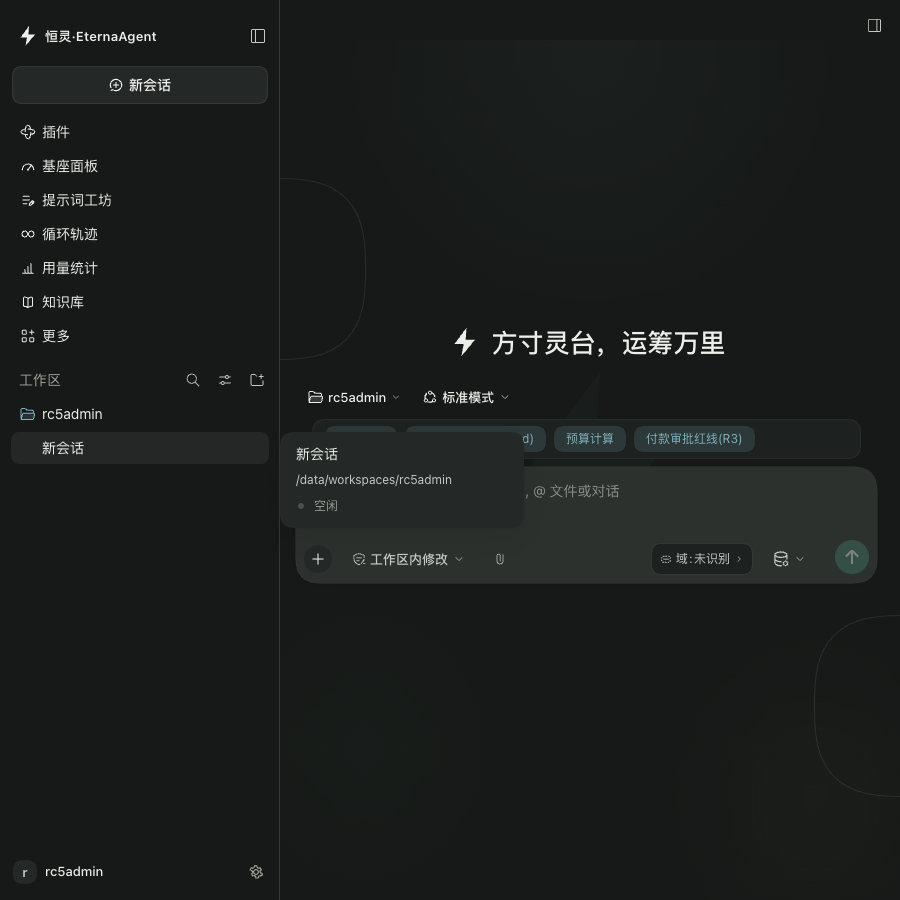 恒灵·EternaAgent
新会话
插件
基座面板
提示词工坊
循环轨迹
用量统计
知识库
更多
工作区
rc5admin
新会话
方寸灵台，运筹万里
rc5admin 标准模式
d) 预算计算 付款审批红线(R3)
新会话
/data/workspaces/rc5admin
空闲
, @ 文件或对话
工作区内修改 域:未识别 ›
r rc5admin